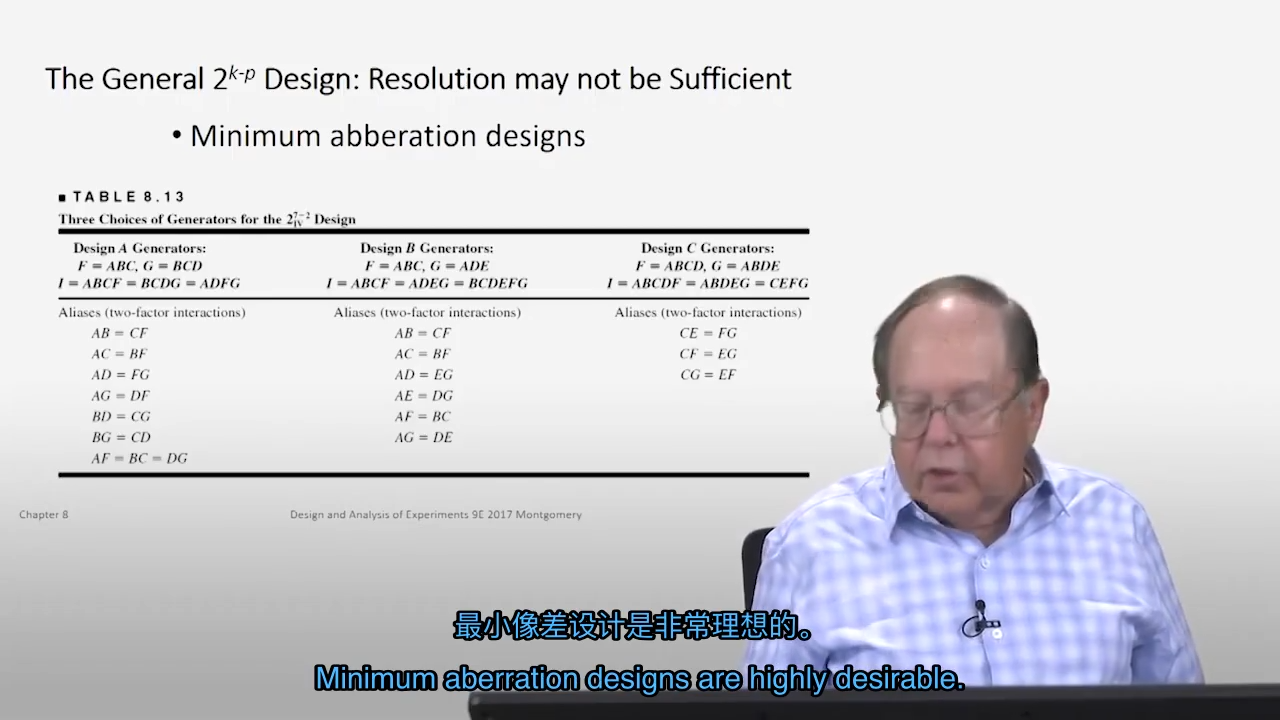 The General 2^{k-p} Design: Resolution may not be Sufficient
• Minimum abberation designs
■ TABLE 8.13
Three Choices of Generators for the 2_{IV}^{7-2} Design
Design A Generators: Design B Generators: Design C Generators:
F = ABC, G = BCD F = ABC, G = ADE F = ABCD, G = ABDE
I = ABCF = BCDG = ADFG I = ABCF = ADEG = BCDEFG I = ABCDF = ABDEG = CEFG
Aliases (two-factor interactions) Aliases (two-factor interactions) Aliases (two-factor interactions)
AB = CF AB = CF CE = FG
AC = BF AC = BF CF = EG
AD = FG AD = EG CG = EF
AG = DF AE = DG
BD = CG AF = BC
BG = CD AG = DE
AF = BC = DG
Chapter 8 Design and Analysis of Experiments 9E 2017 Montgomery
最小像差设计是非常理想的。
Minimum aberration designs are highly desirable.